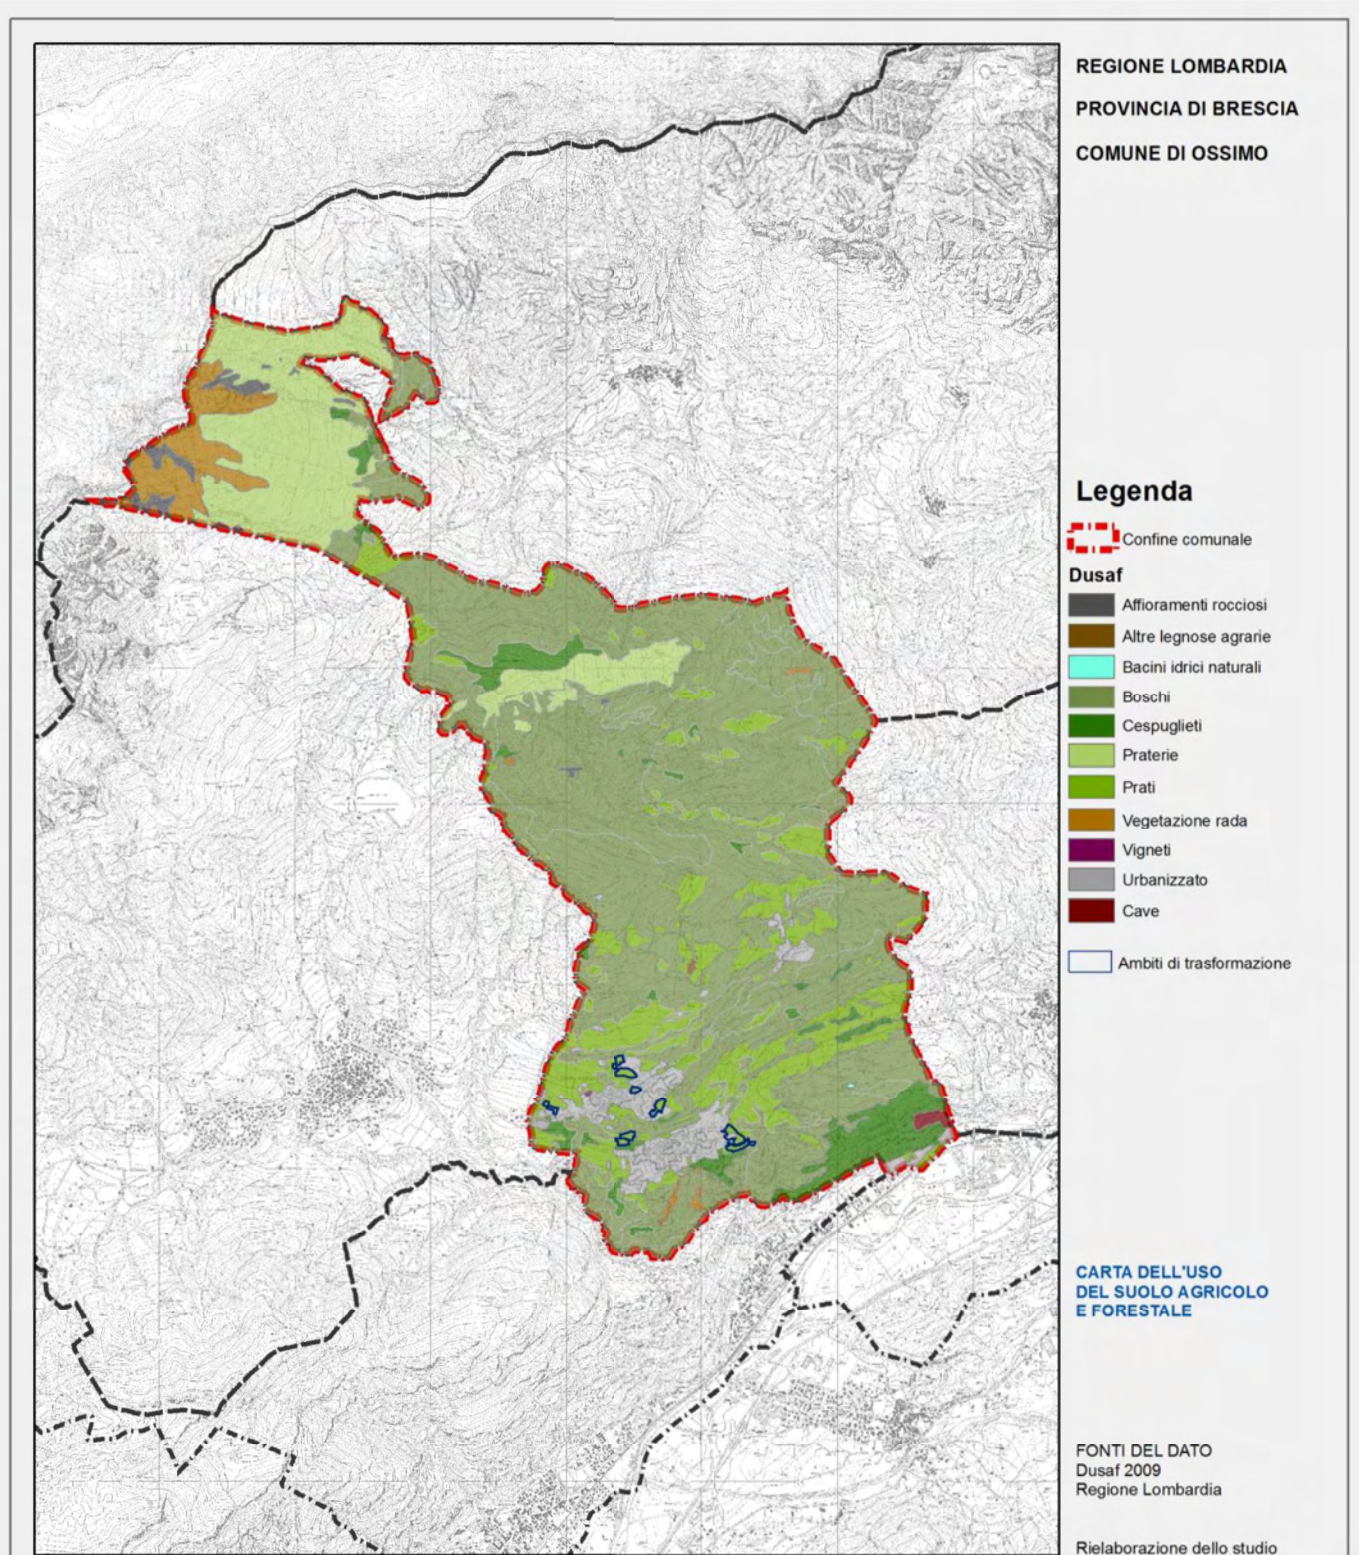 REGIONE LOMBARDIA
PROVINCIA DI BRESCIA
COMUNE DI OSSIMO
Legenda
Confine comunale
Dusaf
Affioramenti rocciosi
Altre legnose agrarie
Bacini idrici naturali
Boschi
Cespuglieti
Praterie
Prati
Vegetazione rada
Vigneti
Urbanizzato
Cave
Ambiti di trasformazione
CARTA DELL'USO
DEL SUOLO AGRICOLO
E FORESTALE
FONTI DEL DATO
Dusaf 2009
Regione Lombardia
Rielaborazione dello studio